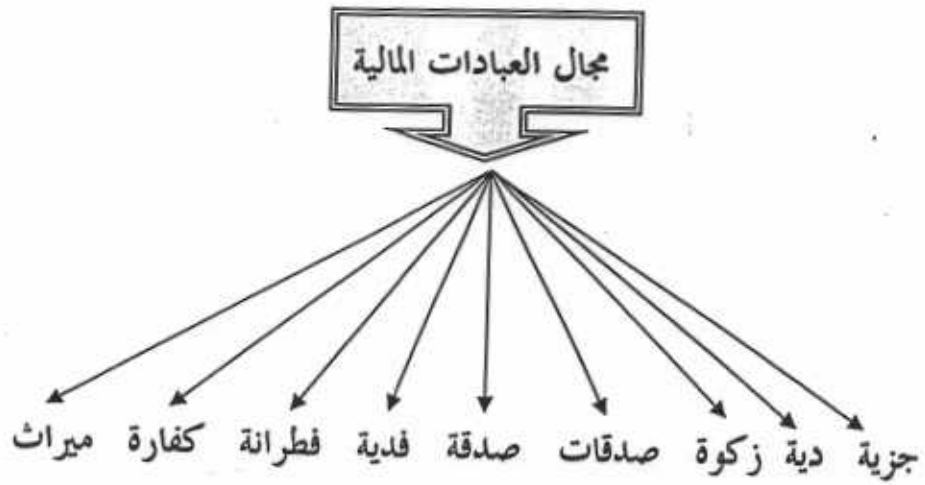 مجال العبادات المالية
جزية دية زكوة صدقات صدقة فدية فطرانة كفارة ميراث